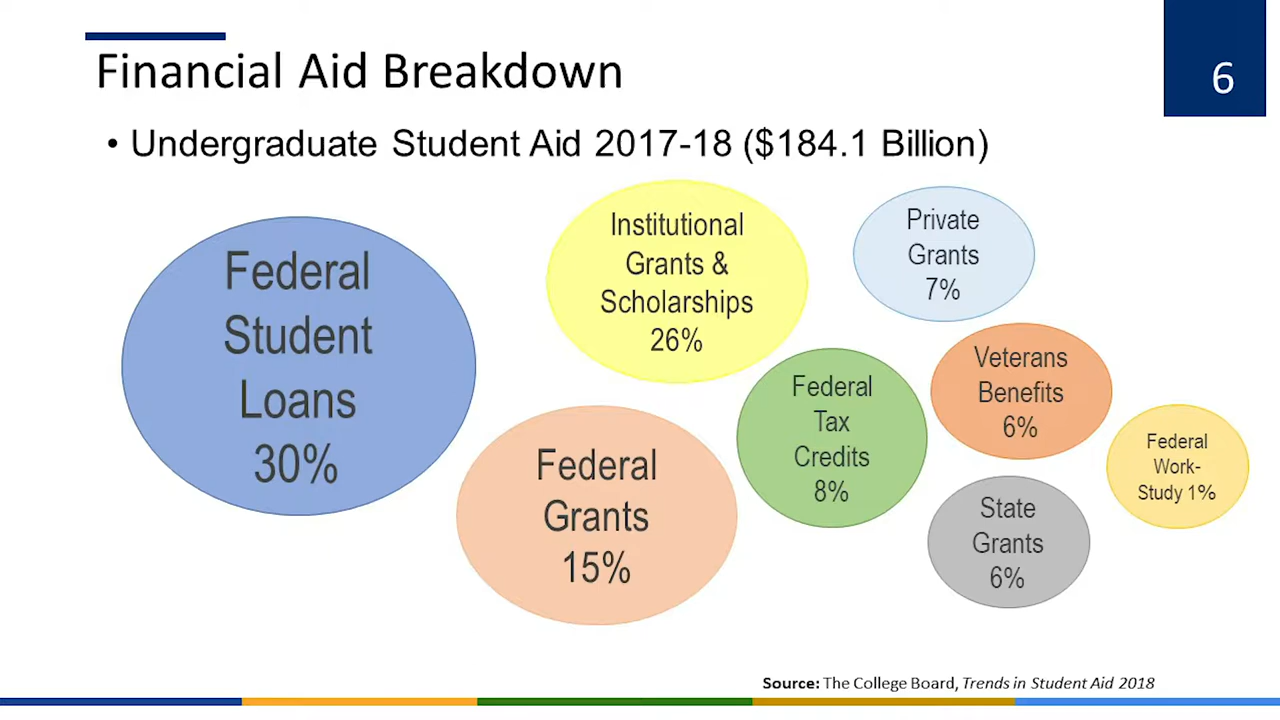 Financial Aid Breakdown
6
• Undergraduate Student Aid 2017-18 ($184.1 Billion)
Federal
Student
Loans
30%
Institutional
Grants &
Scholarships
26%
Private
Grants
7%
Federal
Grants
15%
Federal
Tax
Credits
8%
Veterans
Benefits
6%
State
Grants
6%
Federal
Work-
Study 1%
Source: The College Board, Trends in Student Aid 2018